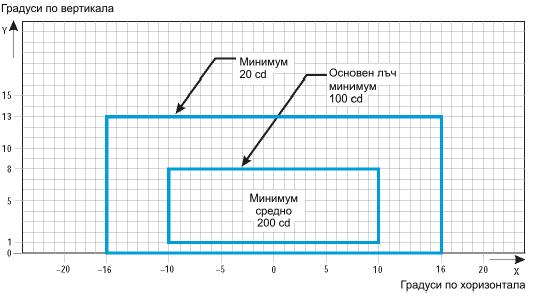 Градуси по вертикала
Y
Минимум
20 cd
Основен лъч
минимум
100 cd
15
13
10
8
5
1
0
Минимум
средно
200 cd
−20
−16
−10
−5
0
5
10
16
20
X
Градуси по хоризонтала